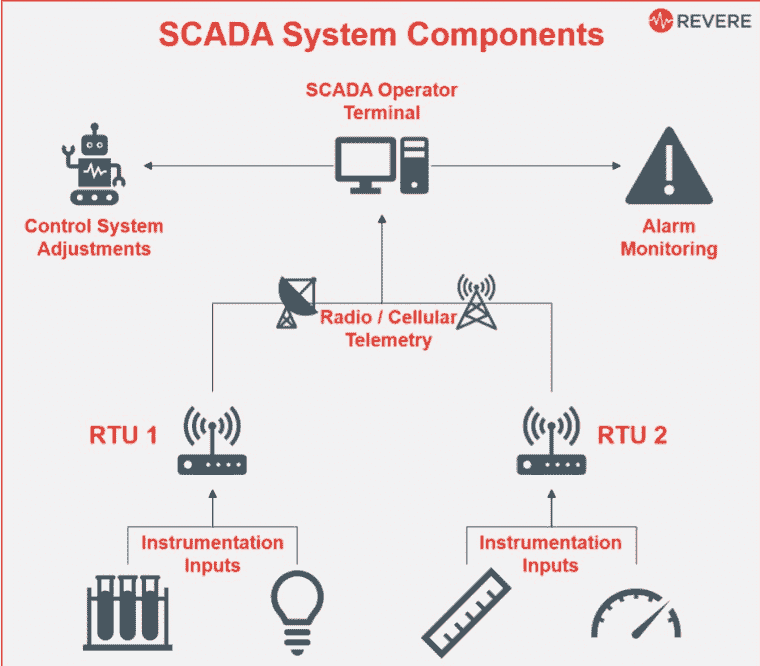 SCADA System Components
REVERE
SCADA Operator
Terminal
Control System
Adjustments
Alarm
Monitoring
Radio / Cellular
Telemetry
RTU 1
RTU 2
Instrumentation
Inputs
Instrumentation
Inputs